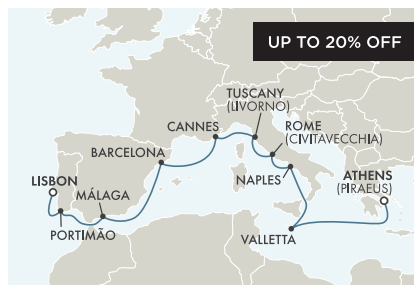 UP TO 20% OFF
TUSCANY
(LIVORNO)
CANNES
ROME
(CIVITAVECCHIA)
BARCELONA
LISBON
MÁLAGA
NAPLES
ATHENS
(PIRAEUS)
PORTIMÃO
VALLETTA